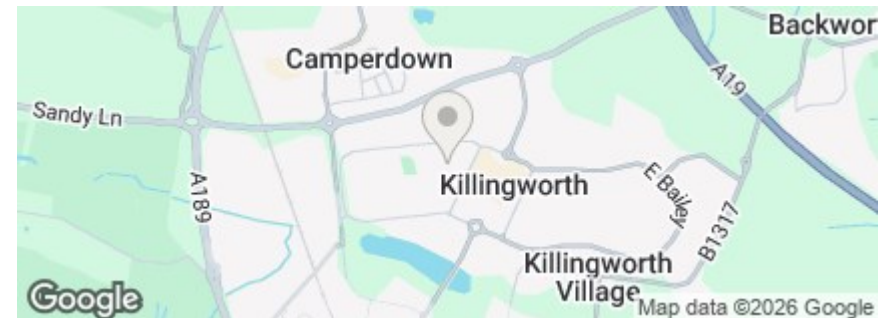 Backwor
Camperdown
A19
Sandy Ln
Killingworth
E Bailey
A189
B1317
Killingworth
Village
Google
Map data ©2026 Google